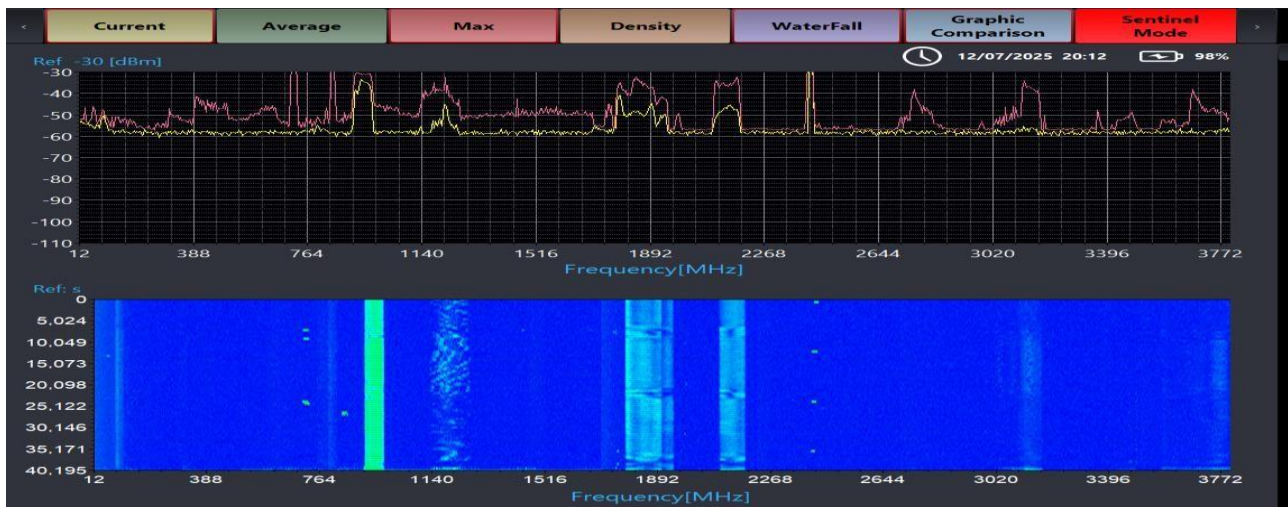 < Current Average Max Density WaterFall Graphic Comparison Sentinel Mode >
Ref -30 [dBm] 12/07/2025 20:12 98%
-30
-40
-50
-60
-70
-80
-90
-100
-110
12 388 764 1140 1516 1892 2268 2644 3020 3396 3772
Frequency[MHz]
Ref: s
0
5,024
10,049
15,073
20,098
25,122
30,146
35,171
40,195
12 388 764 1140 1516 1892 2268 2644 3020 3396 3772
Frequency[MHz]